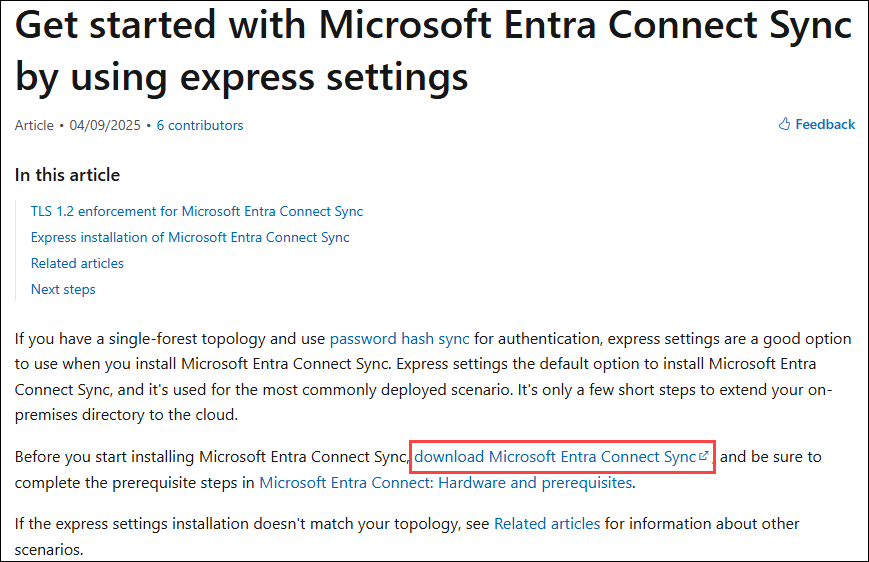 Get started with Microsoft Entra Connect Sync
by using express settings
Article • 04/09/2025 • 6 contributors
Feedback
In this article
TLS 1.2 enforcement for Microsoft Entra Connect Sync
Express installation of Microsoft Entra Connect Sync
Related articles
Next steps
If you have a single-forest topology and use password hash sync for authentication, express settings are a good option
to use when you install Microsoft Entra Connect Sync. Express settings the default option to install Microsoft Entra
Connect Sync, and it's used for the most commonly deployed scenario. It's only a few short steps to extend your on-
premises directory to the cloud.
Before you start installing Microsoft Entra Connect Sync, download Microsoft Entra Connect Sync, and be sure to
complete the prerequisite steps in Microsoft Entra Connect: Hardware and prerequisites.
If the express settings installation doesn't match your topology, see Related articles for information about other
scenarios.